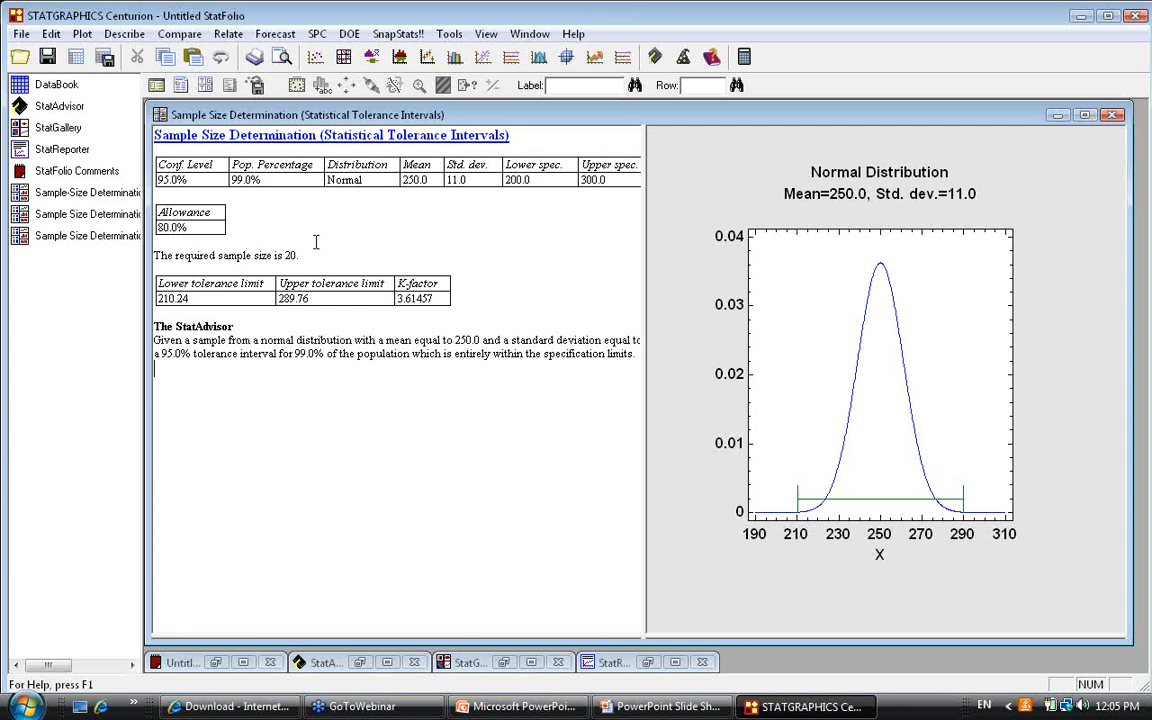 STATGRAPHICS Centurion - Untitled StatFolio
File Edit Plot Describe Compare Relate Forecast SPC DOE SnapStats!! Tools View Window Help
Label: Row:
DataBook
StatAdvisor
StatGallery
StatReporter
StatFolio Comments
Sample-Size Determinatio
Sample Size Determinatio
Sample Size Determinatio
Sample Size Determination (Statistical Tolerance Intervals)
Sample Size Determination (Statistical Tolerance Intervals)
Conf. Level Pop. Percentage Distribution Mean Std. dev. Lower spec. Upper spec.
95.0% 99.0% Normal 250.0 11.0 200.0 300.0
Allowance
80.0%
The required sample size is 20.
Lower tolerance limit Upper tolerance limit K-factor
210.24 289.76 3.61457
The StatAdvisor
Given a sample from a normal distribution with a mean equal to 250.0 and a standard deviation equal to
a 95.0% tolerance interval for 99.0% of the population which is entirely within the specification limits.
Normal Distribution
Mean=250.0, Std. dev.=11.0
0.04
0.03
0.02
0.01
0
190 210 230 250 270 290 310
X
Untitl... StatA... StatG... StatR...
For Help, press F1
NUM
Download - Internet... GoToWebinar Microsoft PowerPoi... PowerPoint Slide Sh... STATGRAPHICS Ce... EN 12:05 PM